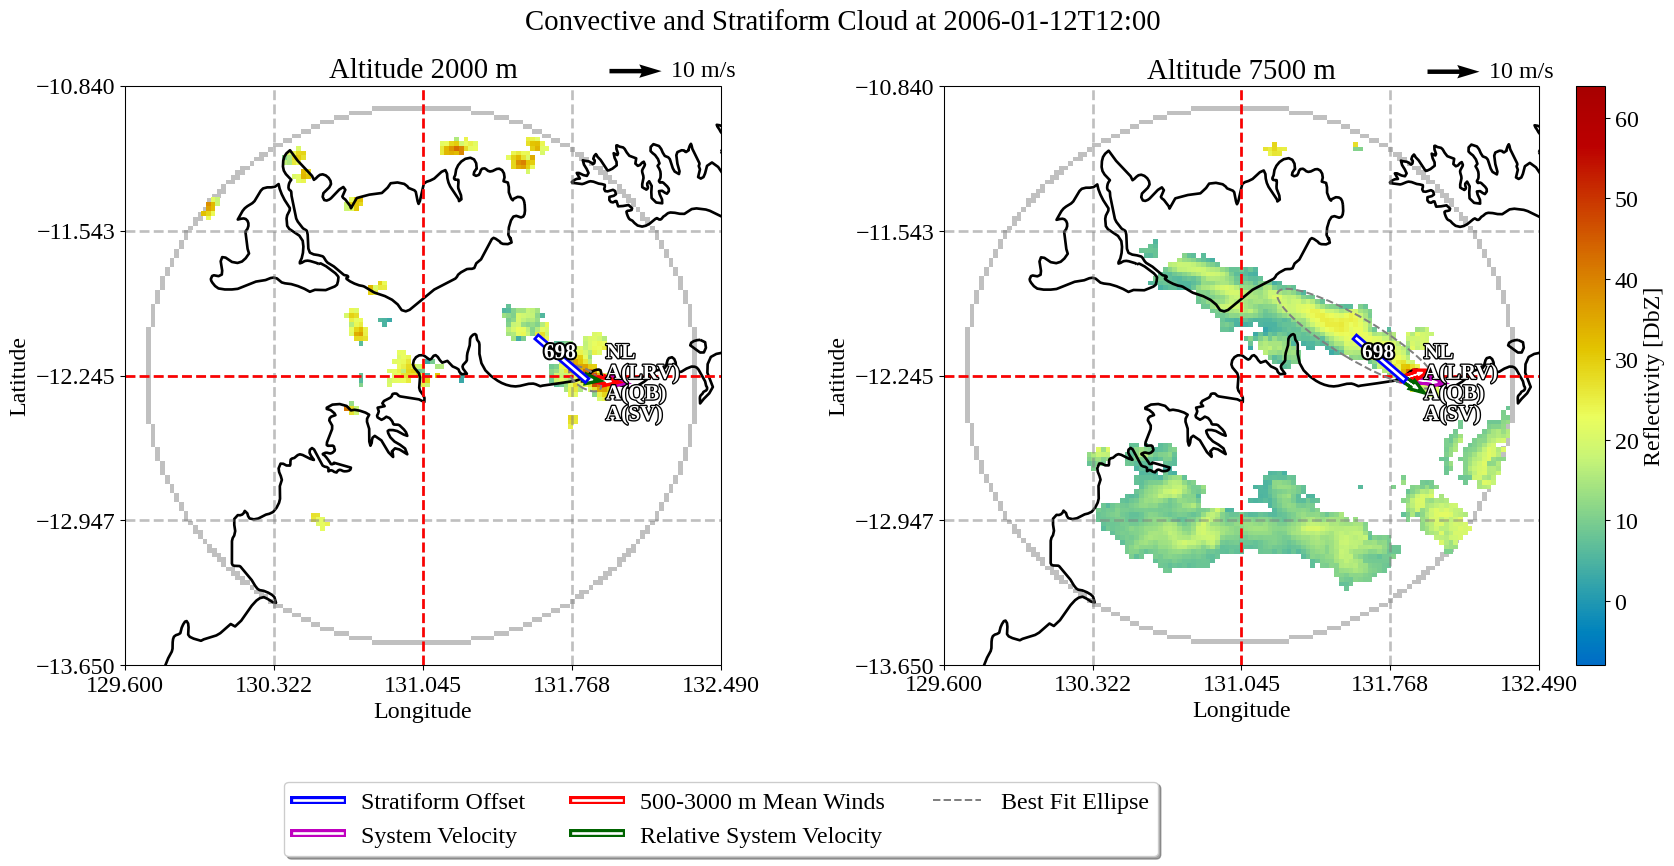 Convective and Stratiform Cloud at 2006-01-12T12:00
Altitude 2000 m
10 m/s
−10.840
−11.543
−12.245
−12.947
−13.650
129.600
130.322
131.045
131.768
132.490
Latitude
Longitude
698
NL
A(LRV)
A(QB)
A(SV)
Altitude 7500 m
10 m/s
−10.840
−11.543
−12.245
−12.947
−13.650
129.600
130.322
131.045
131.768
132.490
Latitude
Longitude
698
NL
A(LRV)
A(QB)
A(SV)
60
50
40
30
20
10
0
Reflectivity [DbZ]
Stratiform Offset
System Velocity
500-3000 m Mean Winds
Relative System Velocity
Best Fit Ellipse